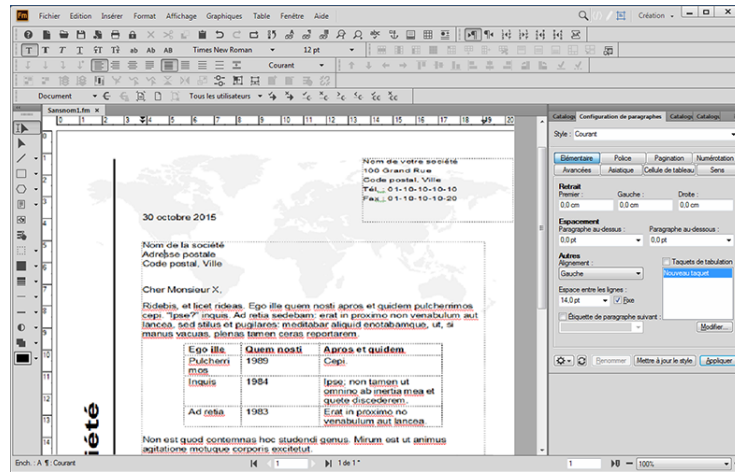 Fm Fichier Edition Insérer Format Affichage Graphiques Table Fenêtre Aide Création
Times New Roman 12 pt
Courant
Document Tous les utilisateurs
Sansnom1.fm ×
Nom de votre société
100 Grand Rue
Code postal, Ville
Tél. : 01-10-10-10-10
Fax : 01-10-10-10-20
30 octobre 2015
Nom de la société
Adresse postale
Code postal, Ville
Cher Monsieur X,
Ridebis, et licet rideas. Ego ille quem nosti apros et quidem pulcherrimos
cepi. "Ipse?" inquis. Ad retia sedebam: erat in proximo non venabulum aut
lancea, sed stilus et pugilares: meditabar aliquid enotabamque, ut, si
manus vacuas, plenas tamen ceras reportarem.
Ego ille Quem nosti Apros et quidem
Pulcherri 1989 Cepi.
mos
Inquis 1984 Ipse; non tamen ut
omnino ab inertia mea et
quiete discederem.
Ad retia 1983 Erat in proximo no
venabulum aut lancea.
Non est quod contemnas hoc studendi genus. Mirum est ut animus
agitatione motuque corporis excitetut.
iété
Catalogu Configuration de paragraphes Catalogu Catalogu
Style : Courant
Elémentaire Police Pagination Numérotation
Avancées Asiatique Cellule de tableau Sens
Retrait
Premier : Gauche : Droite :
0,0 cm 0,0 cm 0,0 cm
Espacement
Paragraphe au-dessus : Paragraphe au-dessous :
0,0 pt 0,0 pt
Autres
Alignement : Taquets de tabulation
Gauche Nouveau taquet
Espace entre les lignes :
14,0 pt Fixe
Étiquette de paragraphe suivant :
Modifier...
Renommer Mettre à jour le style Appliquer
Ench. : A ¶ : Courant 1 1 de 1 * 1 100%